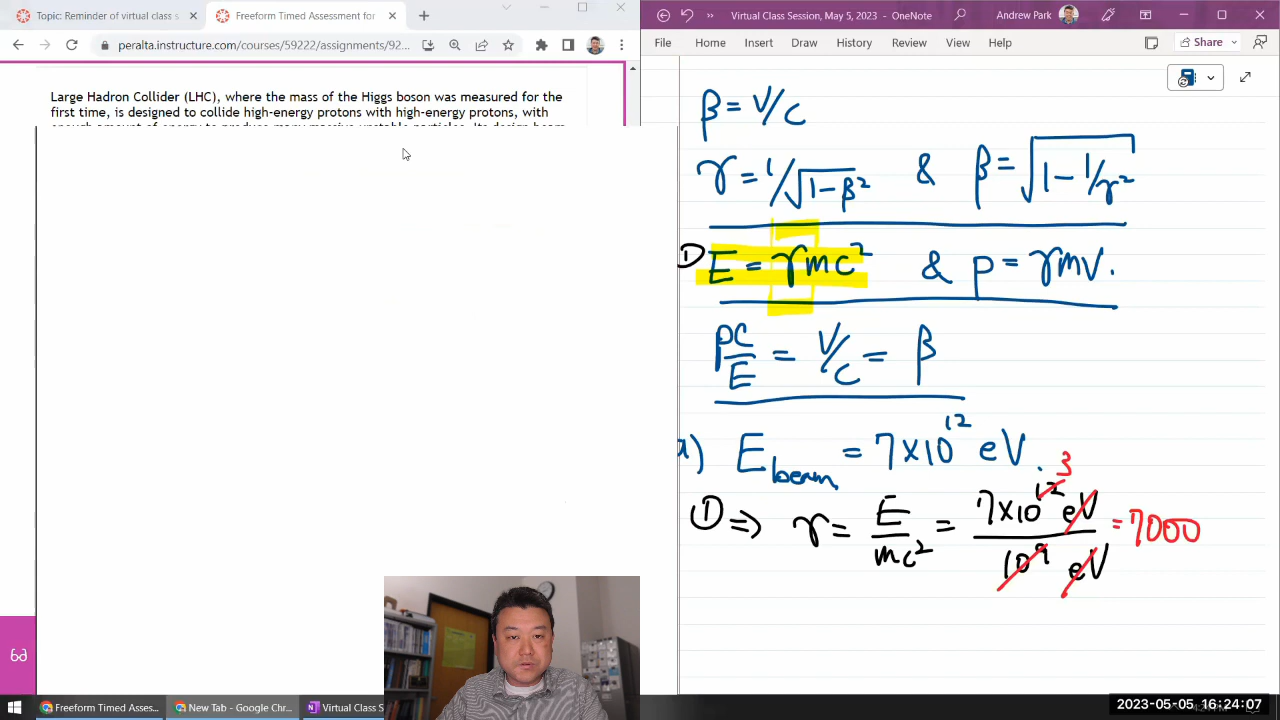 Topic: Reminder of virtual class
Freeform Timed Assessment for
peralta.instructure.com/courses/59222/assignments/92...
Large Hadron Collider (LHC), where the mass of the Higgs boson was measured for the
first time, is designed to collide high-energy protons with high-energy protons, with
Virtual Class Session, May 5, 2023 - OneNote
Andrew Park
File Home Insert Draw History Review View Help
Share
β = V/C
γ = 1/√1-β² & β = √1 - 1/γ²
① E = γmc² & p = γmv.
pc/E = V/C = β
a) E beam = 7×10¹² eV.
3
① ⇒ γ = E/mc² = 7×10¹² eV / 10⁹ eV = 7000
Freeform Timed Asses...
New Tab - Google Chr...
Virtual Class
2023-05-05 16:24:07